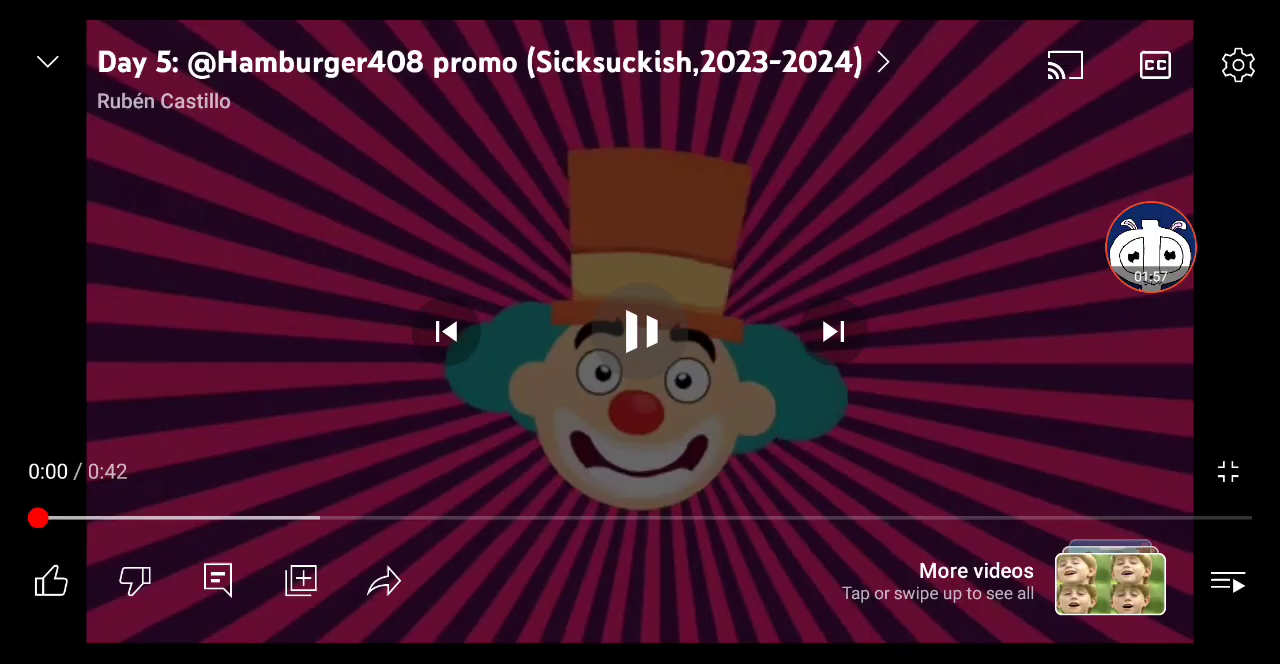 Day 5: @Hamburger408 promo (Sicksuckish,2023-2024)
Rubén Castillo
CC
01:57
0:00 / 0:42
More videos
Tap or swipe up to see all